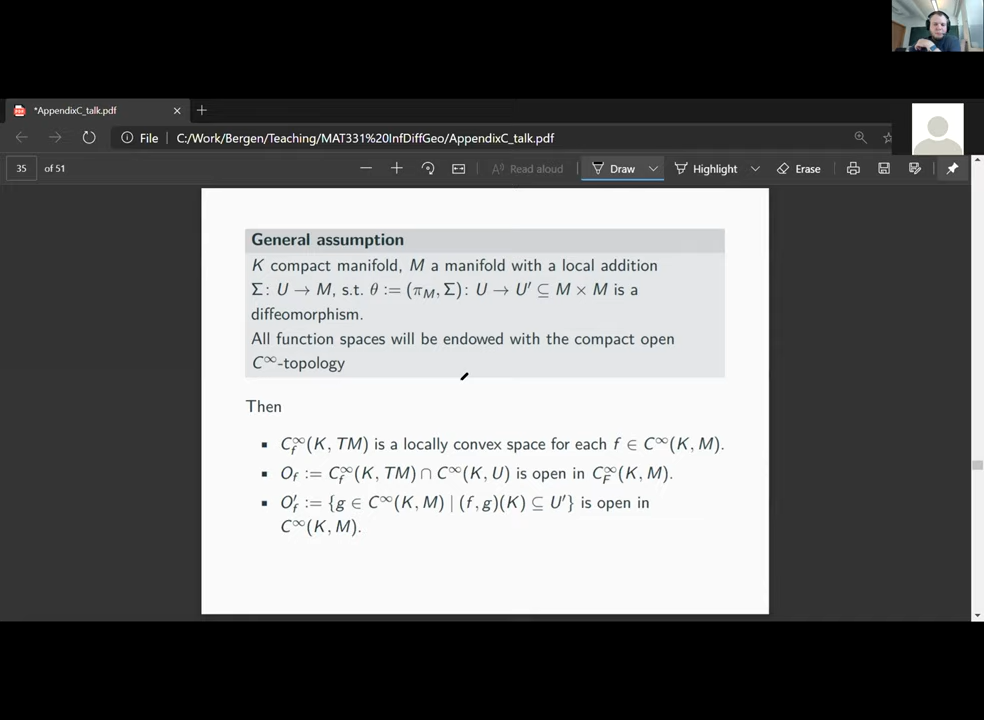 *AppendixC_talk.pdf
File C:/Work/Bergen/Teaching/MAT331%20InfDiffGeo/AppendixC_talk.pdf
35 of 51 Read aloud Draw Highlight Erase
General assumption
K compact manifold, M a manifold with a local addition
Σ: U → M, s.t. θ := (π_M, Σ): U → U′ ⊆ M × M is a
diffeomorphism.
All function spaces will be endowed with the compact open
C^∞-topology
Then
▪ C_f^∞(K, TM) is a locally convex space for each f ∈ C^∞(K, M).
▪ O_f := C_f^∞(K, TM) ∩ C^∞(K, U) is open in C_F^∞(K, M).
▪ O′_f := {g ∈ C^∞(K, M) | (f, g)(K) ⊆ U′} is open in
C^∞(K, M).